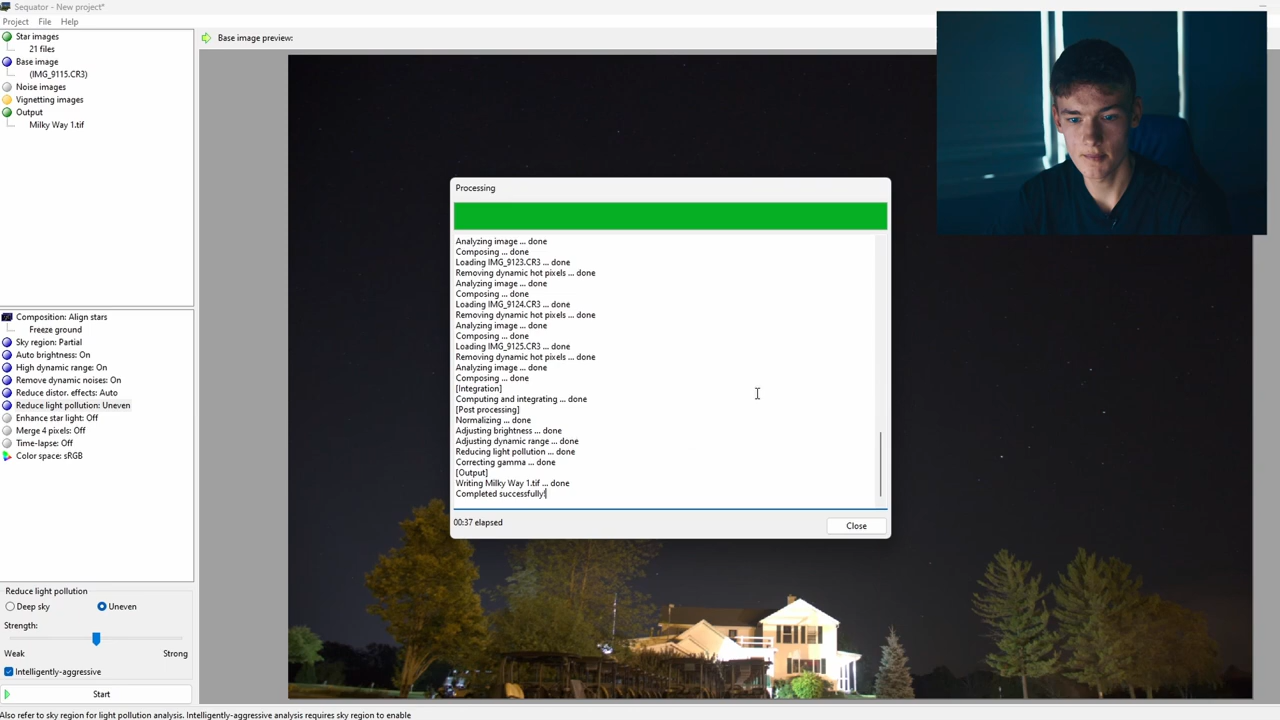 Sequator - New project*
Project File Help
Star images
21 files
Base image
(IMG_9115.CR3)
Noise images
Vignetting images
Output
Milky Way 1.tif
Composition: Align stars
Freeze ground
Sky region: Partial
Auto brightness: On
High dynamic range: On
Remove dynamic noises: On
Reduce distor. effects: Auto
Reduce light pollution: Uneven
Enhance star light: Off
Merge 4 pixels: Off
Time-lapse: Off
Color space: sRGB
Reduce light pollution
Deep sky Uneven
Strength:
Weak Strong
Intelligently-aggressive
Start
Base image preview:
Processing
Analyzing image ... done
Composing ... done
Loading IMG_9123.CR3 ... done
Removing dynamic hot pixels ... done
Analyzing image ... done
Composing ... done
Loading IMG_9124.CR3 ... done
Removing dynamic hot pixels ... done
Analyzing image ... done
Composing ... done
Loading IMG_9125.CR3 ... done
Removing dynamic hot pixels ... done
Analyzing image ... done
Composing ... done
[Integration]
Computing and integrating ... done
[Post processing]
Normalizing ... done
Adjusting brightness ... done
Adjusting dynamic range ... done
Reducing light pollution ... done
Correcting gamma ... done
[Output]
Writing Milky Way 1.tif ... done
Completed successfully!
00:37 elapsed
Close
Also refer to sky region for light pollution analysis. Intelligently-aggressive analysis requires sky region to enable